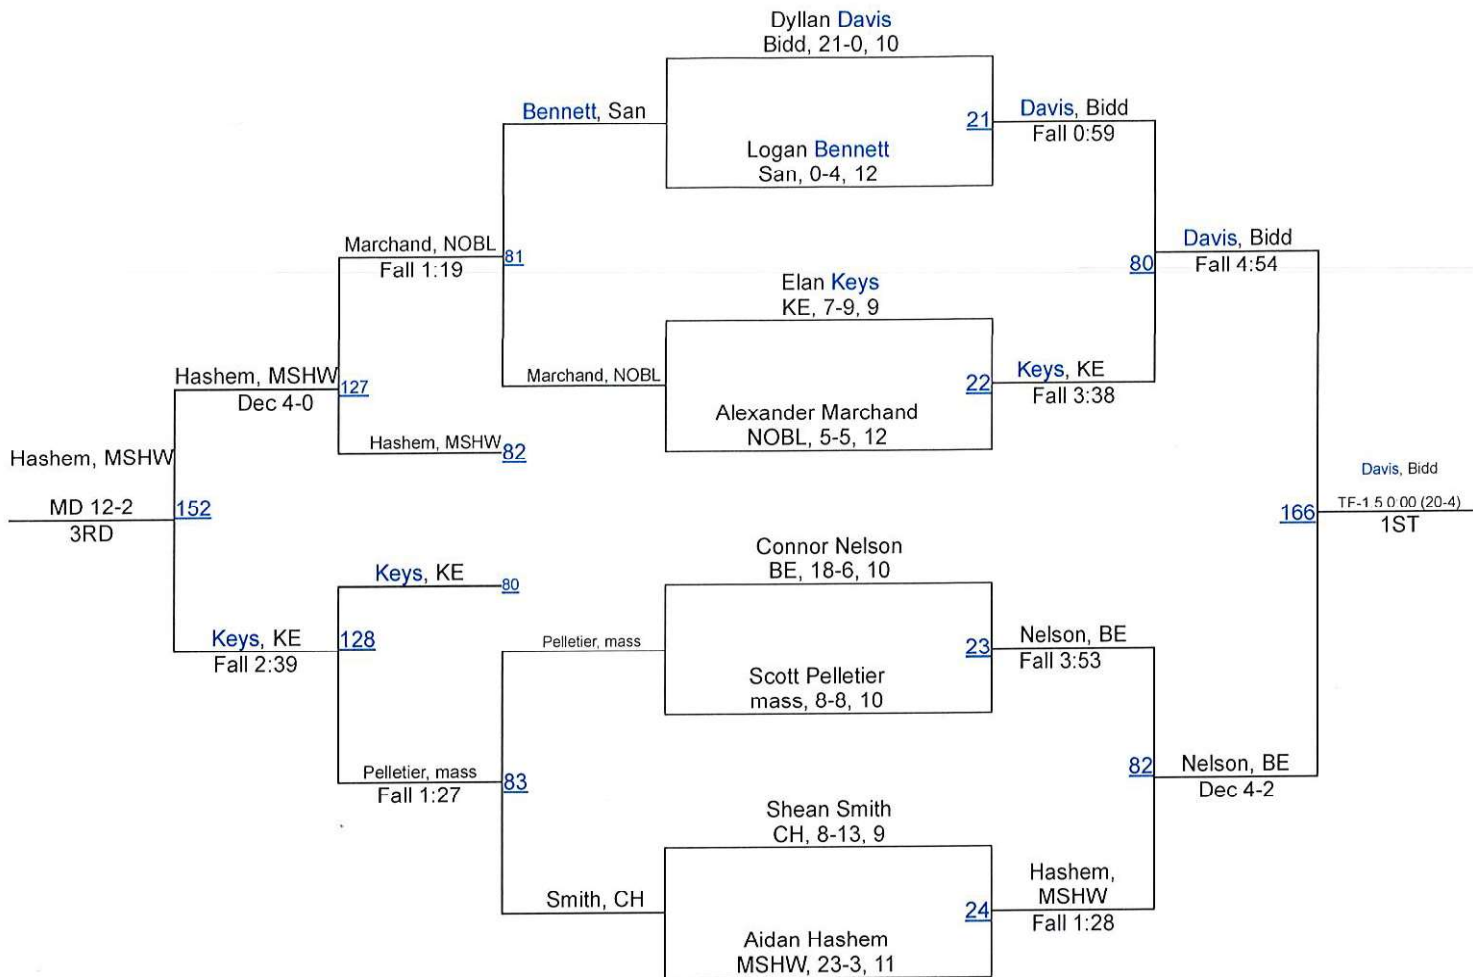 Dyllan Davis
Bidd, 21-0, 10
Bennett, San
21
Davis, Bidd
Fall 0:59
Logan Bennett
San, 0-4, 12
Marchand, NOBL
Fall 1:19
81
80
Davis, Bidd
Fall 4:54
Elan Keys
KE, 7-9, 9
Hashem, MSHW
Dec 4-0
127
Marchand, NOBL
22
Keys, KE
Fall 3:38
Alexander Marchand
NOBL, 5-5, 12
Hashem, MSHW
82
Hashem, MSHW
MD 12-2
3RD
152
166
Davis, Bidd
TF-1.5 0:00 (20-4)
1ST
Connor Nelson
BE, 18-6, 10
Keys, KE
80
Keys, KE
Fall 2:39
128
Pelletier, mass
23
Nelson, BE
Fall 3:53
Scott Pelletier
mass, 8-8, 10
Pelletier, mass
Fall 1:27
83
82
Nelson, BE
Dec 4-2
Shean Smith
CH, 8-13, 9
Smith, CH
24
Hashem,
MSHW
Fall 1:28
Aidan Hashem
MSHW, 23-3, 11